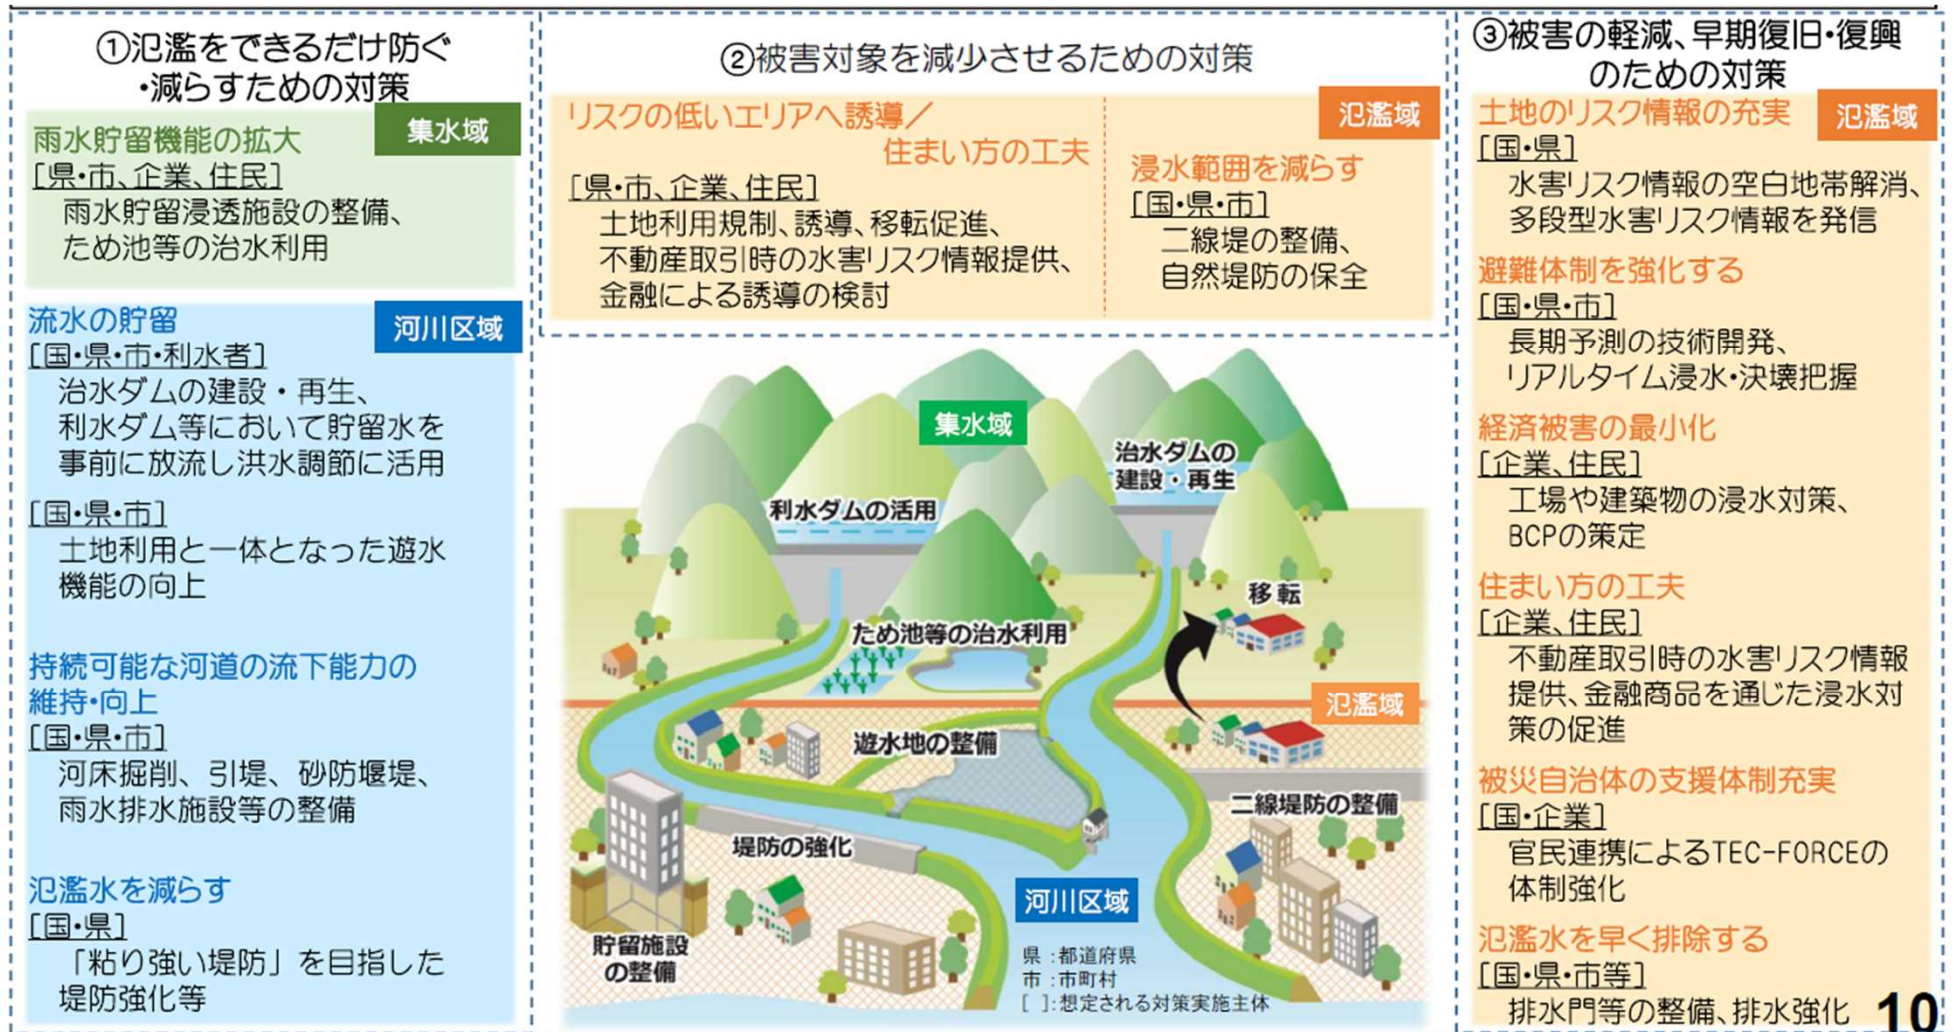 ①氾濫をできるだけ防ぐ
・減らすための対策
集水域
雨水貯留機能の拡大
[県・市、企業、住民]
雨水貯留浸透施設の整備、
ため池等の治水利用
河川区域
流水の貯留
[国・県・市・利水者]
治水ダムの建設・再生、
利水ダム等において貯留水を
事前に放流し洪水調節に活用
[国・県・市]
土地利用と一体となった遊水
機能の向上
持続可能な河道の流下能力の
維持・向上
[国・県・市]
河床掘削、引堤、砂防堰堤、
雨水排水施設等の整備
氾濫水を減らす
[国・県]
「粘り強い堤防」を目指した
堤防強化等
②被害対象を減少させるための対策
氾濫域
リスクの低いエリアへ誘導／
住まい方の工夫
[県・市、企業、住民]
土地利用規制、誘導、移転促進、
不動産取引時の水害リスク情報提供、
金融による誘導の検討
浸水範囲を減らす
[国・県・市]
二線堤の整備、
自然堤防の保全
集水域
治水ダムの
建設・再生
利水ダムの活用
移転
ため池等の治水利用
氾濫域
遊水地の整備
二線堤防の整備
堤防の強化
河川区域
貯留施設
の整備
県：都道府県
市：市町村
[ ]：想定される対策実施主体
③被害の軽減、早期復旧・復興
のための対策
氾濫域
土地のリスク情報の充実
[国・県]
水害リスク情報の空白地帯解消、
多段型水害リスク情報を発信
避難体制を強化する
[国・県・市]
長期予測の技術開発、
リアルタイム浸水・決壊把握
経済被害の最小化
[企業、住民]
工場や建築物の浸水対策、
BCPの策定
住まい方の工夫
[企業、住民]
不動産取引時の水害リスク情報
提供、金融商品を通じた浸水対
策の促進
被災自治体の支援体制充実
[国・企業]
官民連携によるTEC-FORCEの
体制強化
氾濫水を早く排除する
[国・県・市等]
排水門等の整備、排水強化
10